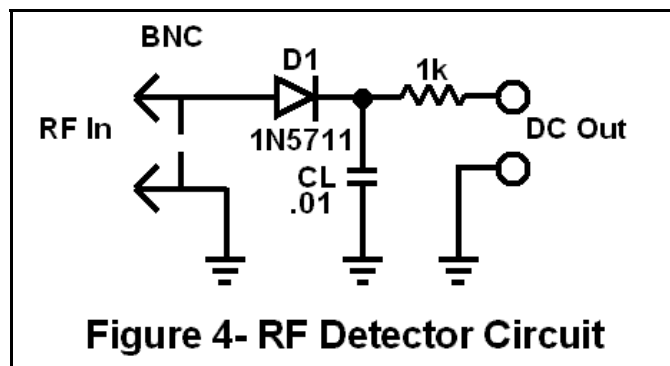 BNC
D1
1k
RF In
1N5711
DC Out
CL
.01
Figure 4- RF Detector Circuit